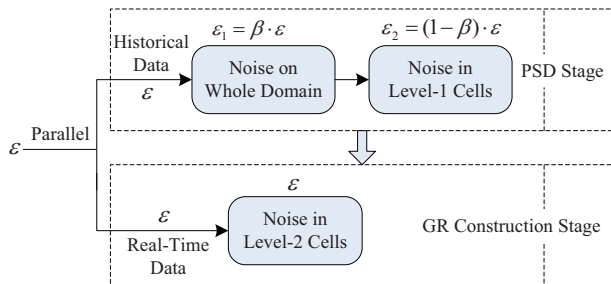 ε₁ = β · ε
ε₂ = (1 − β) · ε
Historical
Data
ε
Noise on
Whole Domain
Noise in
Level-1 Cells
PSD Stage
ε
Parallel
ε
Real-Time
Data
ε
Noise in
Level-2 Cells
GR Construction Stage